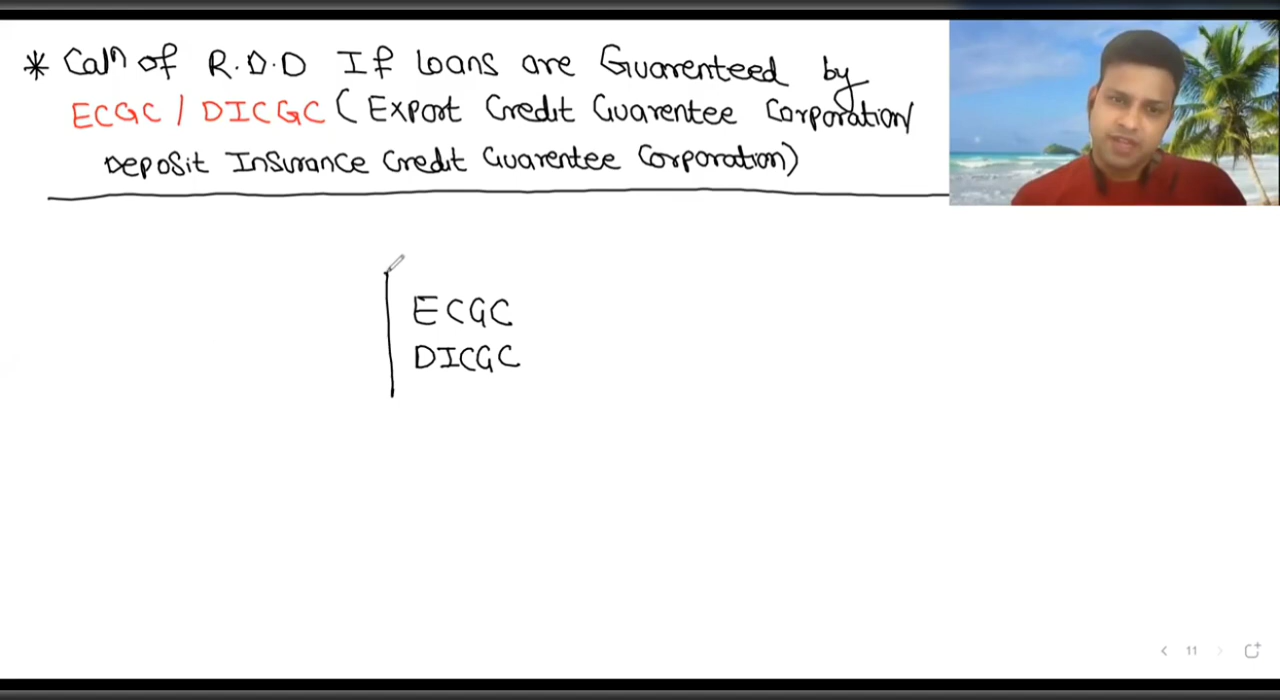 * Caln of R.D.D If Loans are Guarenteed by
ECGC / DICGC ( Export Credit Guarentee Corporation/
Deposit Insurance Credit Guarentee Corporation)
ECGC
DICGC
11